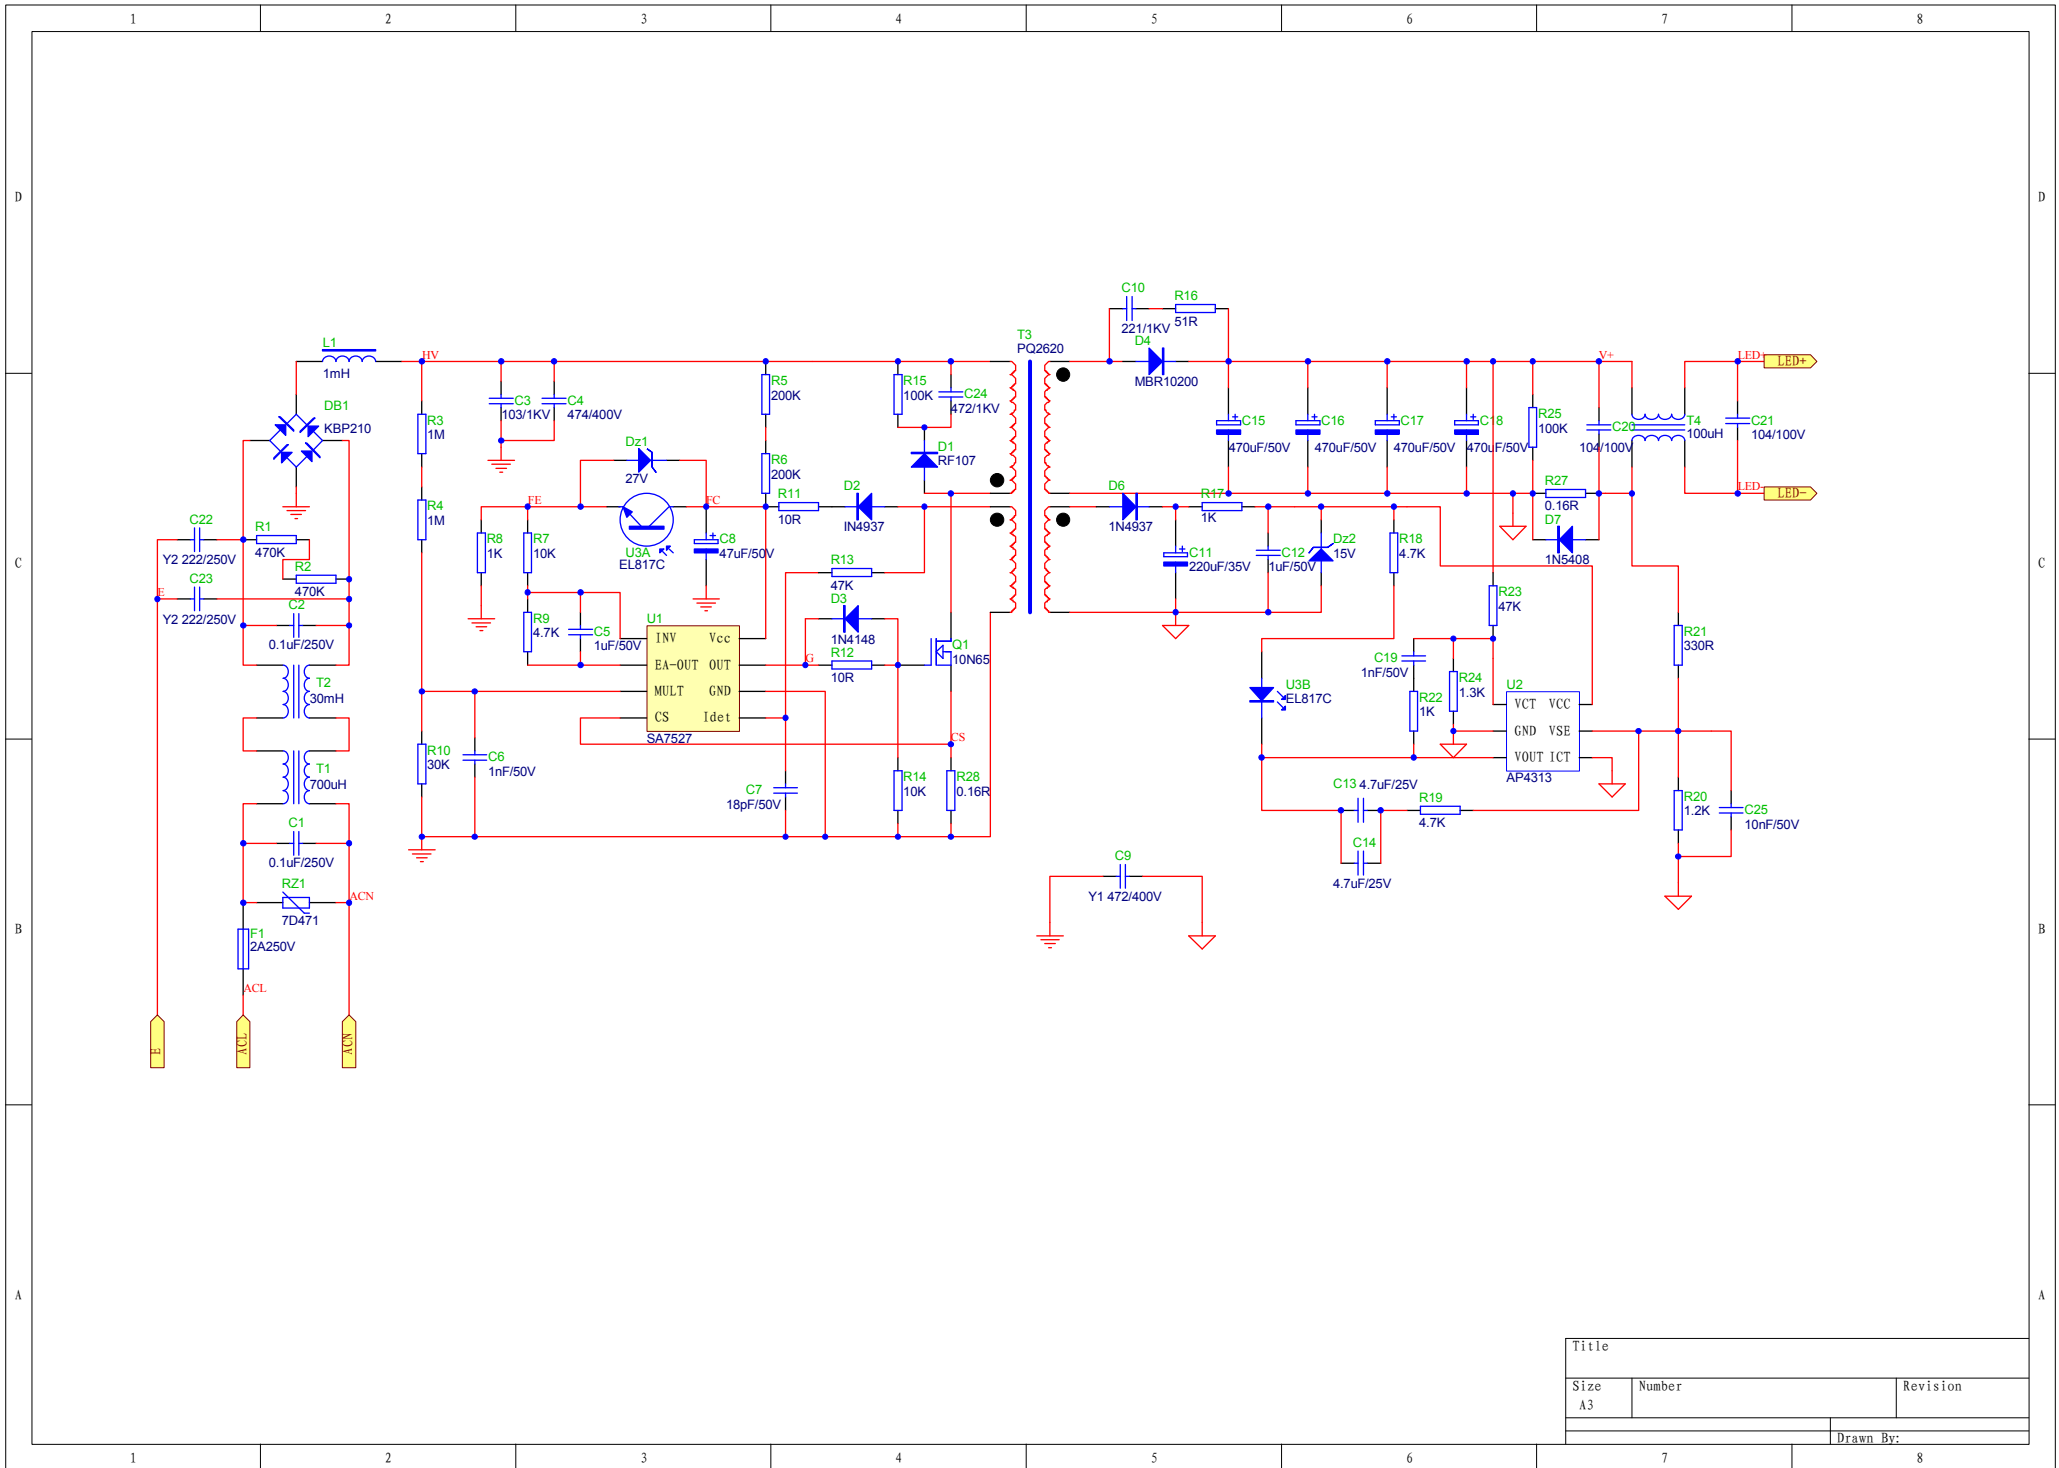 1 2 3 4 5 6 7 8
D D
C C
B B
A A
L1
1mH
HV
DB1
KBP210
R3
1M
R4
1M
C3
103/1KV
C4
474/400V
Dz1
27V
FE
FC
U3A
EL817C
R8
1K
R7
10K
C8
47uF/50V
R9
4.7K
C5
1uF/50V
R5
200K
R6
200K
R11
10R
D2
IN4937
R15
100K
C24
472/1KV
D1
RF107
T3
PQ2620
R13
47K
D3
1N4148
G
R12
10R
Q1
10N65
U1
INV Vcc
EA-OUT OUT
MULT GND
CS Idet
SA7527
CS
C22
Y2 222/250V
R1
470K
R2
470K
C23
E
Y2 222/250V
C2
0.1uF/250V
T2
30mH
T1
700uH
C1
0.1uF/250V
RZ1
7D471
ACN
F1
2A250V
ACL
E
ACL
ACN
R10
30K
C6
1nF/50V
C7
18pF/50V
R14
10K
R28
0.16R
C10
221/1KV
R16
51R
D4
MBR10200
C15
470uF/50V
C16
470uF/50V
C17
470uF/50V
C18
470uF/50V
R25
100K
V+
C20
104/100V
T4
100uH
LED+
LED+
C21
104/100V
LED-
LED-
D6
1N4937
R17
1K
C11
220uF/35V
C12
1uF/50V
Dz2
15V
R18
4.7K
R27
0.16R
D7
1N5408
R23
47K
R21
330R
C19
1nF/50V
R22
1K
R24
1.3K
U3B
EL817C
U2
VCT VCC
GND VSE
VOUT ICT
AP4313
C13 4.7uF/25V
R19
4.7K
C14
4.7uF/25V
R20
1.2K
C25
10nF/50V
C9
Y1 472/400V
Title
Size Number Revision
A3
Drawn By:
1 2 3 4 5 6 7 8